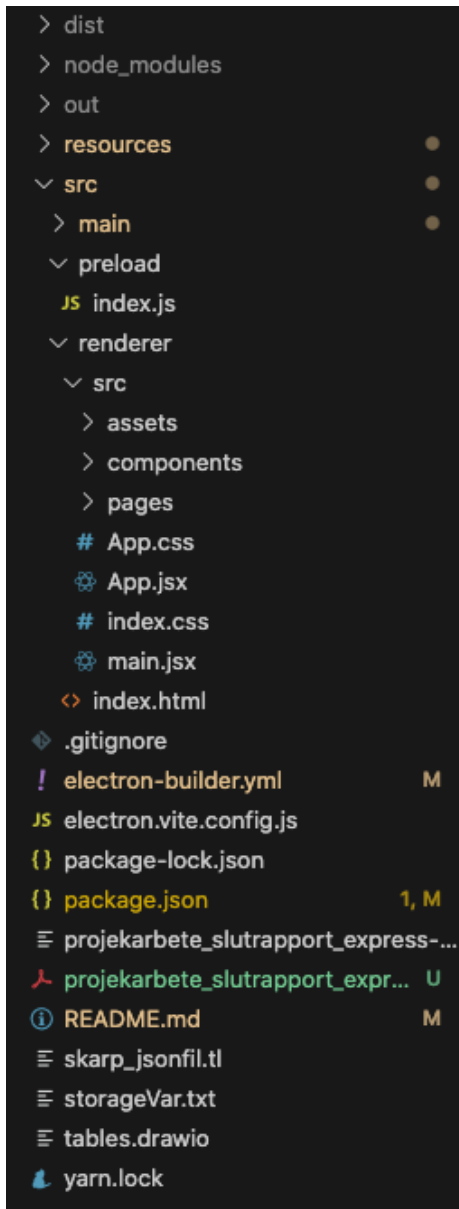 dist
node_modules
out
resources
src
main
preload
JS index.js
renderer
src
assets
components
pages
# App.css
App.jsx
# index.css
main.jsx
<> index.html
.gitignore
! electron-builder.yml M
JS electron.vite.config.js
{} package-lock.json
{} package.json 1, M
projekarbete_slutrapport_express-...
projekarbete_slutrapport_expr... U
README.md M
skarp_jsonfil.tl
storageVar.txt
tables.drawio
yarn.lock